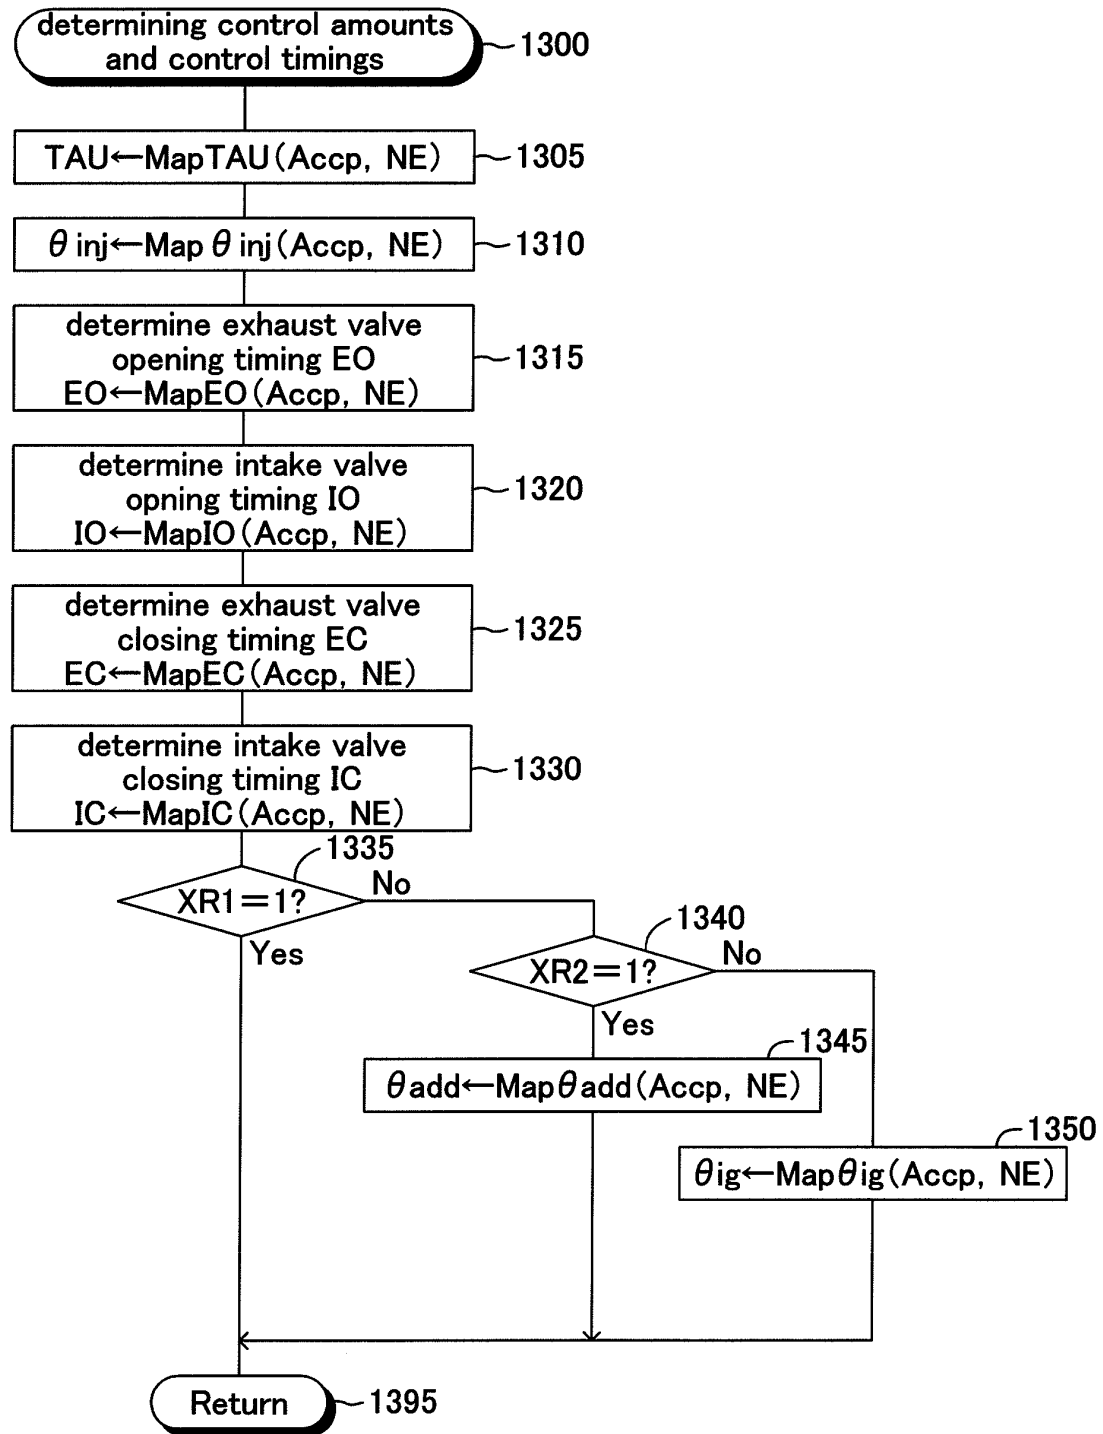 determining control amounts
and control timings
1300
TAU←MapTAU(Accp, NE)
1305
θinj←Mapθinj(Accp, NE)
1310
determine exhaust valve
opening timing EO
EO←MapEO(Accp, NE)
1315
determine intake valve
opning timing IO
IO←MapIO(Accp, NE)
1320
determine exhaust valve
closing timing EC
EC←MapEC(Accp, NE)
1325
determine intake valve
closing timing IC
IC←MapIC(Accp, NE)
1330
1335
XR1=1?
No
Yes
1340
XR2=1?
No
Yes
1345
θadd←Mapθadd(Accp, NE)
1350
θig←Mapθig(Accp, NE)
Return
1395